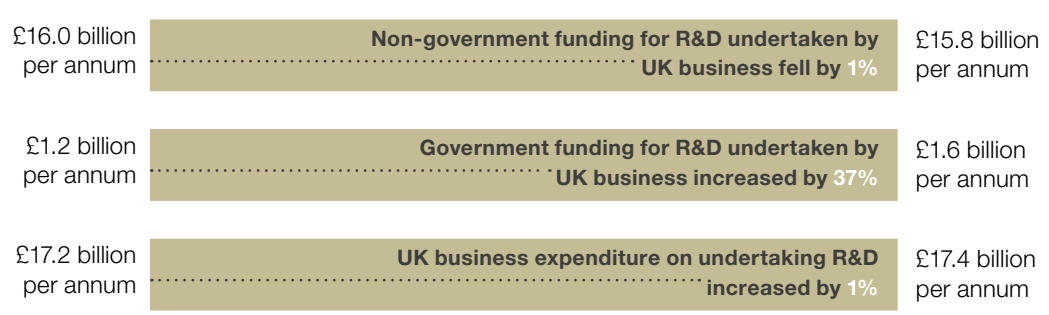 £16.0 billion
per annum
Non-government funding for R&D undertaken by
UK business fell by 1%
£15.8 billion
per annum
£1.2 billion
per annum
Government funding for R&D undertaken by
UK business increased by 37%
£1.6 billion
per annum
£17.2 billion
per annum
UK business expenditure on undertaking R&D
increased by 1%
£17.4 billion
per annum